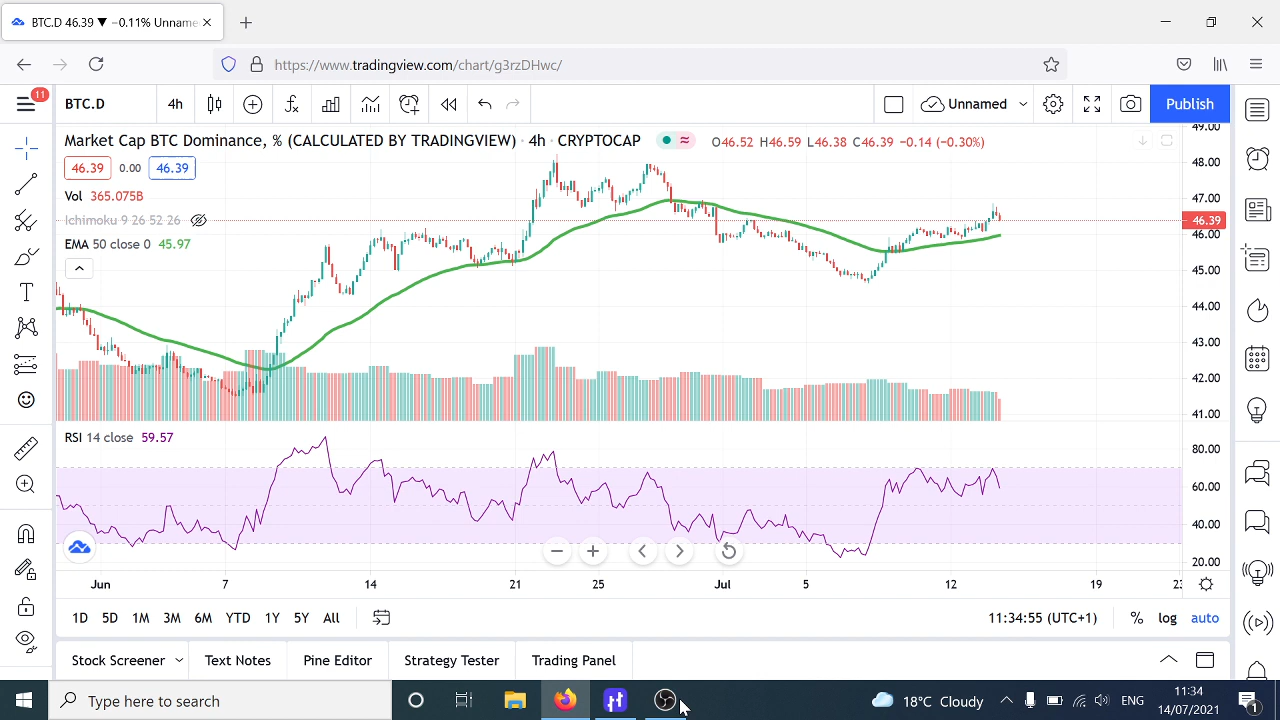 BTC.D 46.39 ▼ −0.11% Unname
https://www.tradingview.com/chart/g3rzDHwc/
11
BTC.D 4h Unnamed Publish
Market Cap BTC Dominance, % (CALCULATED BY TRADINGVIEW) · 4h · CRYPTOCAP O46.52 H46.59 L46.38 C46.39 −0.14 (−0.30%)
46.39 0.00 46.39
Vol 365.075B
Ichimoku 9 26 52 26
EMA 50 close 0 45.97
49.00
48.00
47.00
46.39
46.00
45.00
44.00
43.00
42.00
41.00
RSI 14 close 59.57
80.00
60.00
40.00
20.00
Jun 7 14 21 25 Jul 5 12 19
1D 5D 1M 3M 6M YTD 1Y 5Y All 11:34:55 (UTC+1) % log auto
Stock Screener Text Notes Pine Editor Strategy Tester Trading Panel
Type here to search 18°C Cloudy ENG 11:34
14/07/2021
1